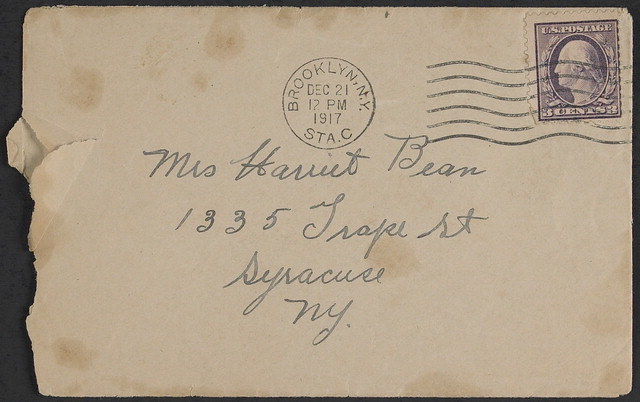 U.S. POSTAGE
3 CENTS 3
BROOKLYN, N.Y.
DEC 21
12 PM
1917
STA. C
Mrs Harriet Bean
1335 Grape St
Syracuse
NY.